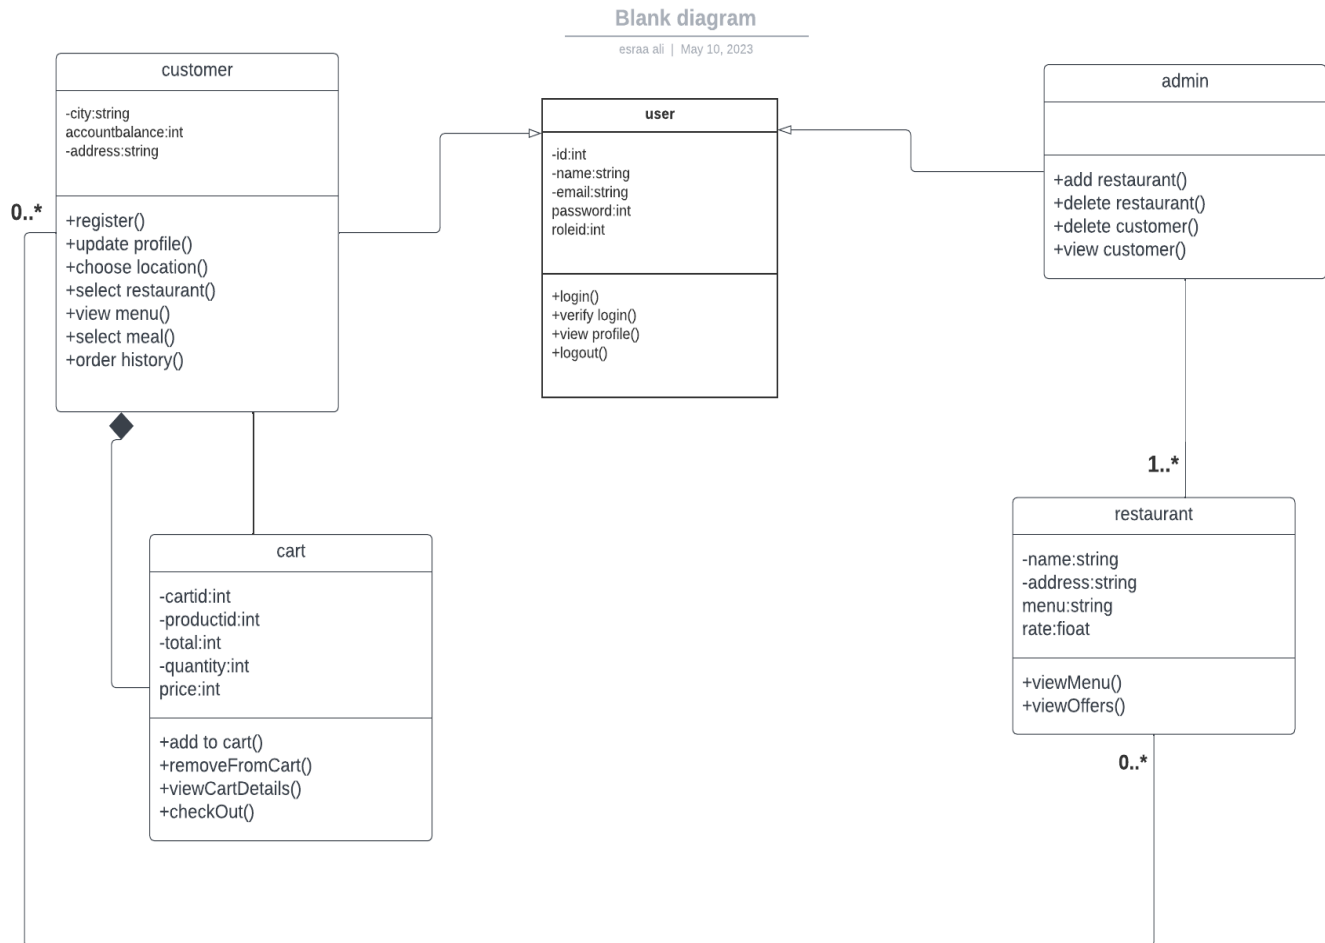 Blank diagram
esraa ali | May 10, 2023
customer
-city:string
accountbalance:int
-address:string
+register()
+update profile()
+choose location()
+select restaurant()
+view menu()
+select meal()
+order history()
0..*
user
-id:int
-name:string
-email:string
password:int
roleid:int
+login()
+verify login()
+view profile()
+logout()
admin
+add restaurant()
+delete restaurant()
+delete customer()
+view customer()
1..*
cart
-cartid:int
-productid:int
-total:int
-quantity:int
price:int
+add to cart()
+removeFromCart()
+viewCartDetails()
+checkOut()
restaurant
-name:string
-address:string
menu:string
rate:fioat
+viewMenu()
+viewOffers()
0..*